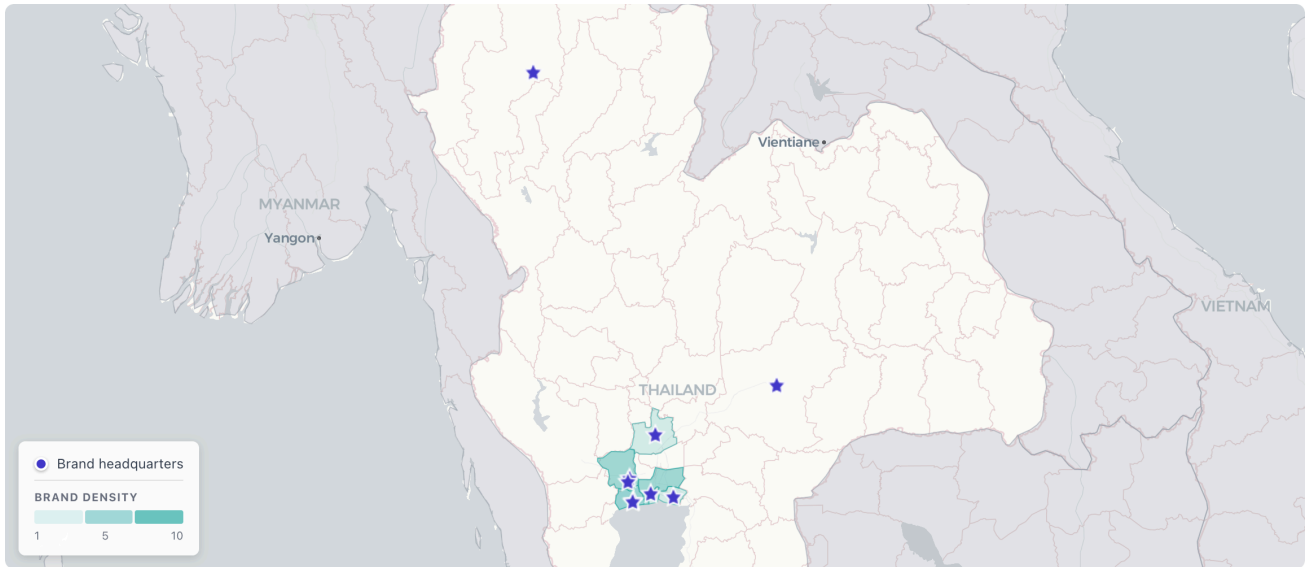 Vientiane
MYANMAR
Yangon
VIETNAM
THAILAND
Brand headquarters
BRAND DENSITY
1 5 10